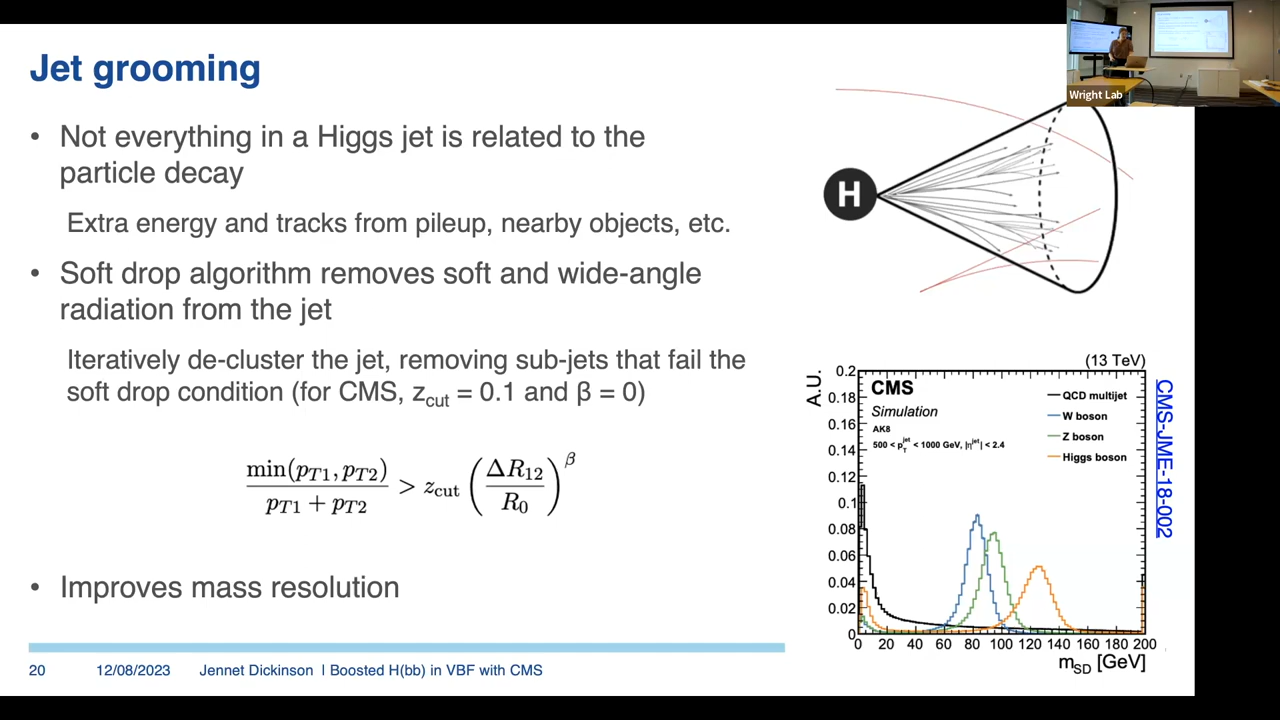 Jet grooming
• Not everything in a Higgs jet is related to the
particle decay
Extra energy and tracks from pileup, nearby objects, etc.
• Soft drop algorithm removes soft and wide-angle
radiation from the jet
Iteratively de-cluster the jet, removing sub-jets that fail the
soft drop condition (for CMS, z_cut = 0.1 and β = 0)
min(p_T1, p_T2) / (p_T1 + p_T2) > z_cut (ΔR_12 / R_0)^β
• Improves mass resolution
20 12/08/2023 Jennet Dickinson | Boosted H(bb) in VBF with CMS
Wright Lab
H
(13 TeV)
A.U.
CMS
Simulation
AK8
500 < p_T^jet < 1000 GeV, |η^jet| < 2.4
QCD multijet
W boson
Z boson
Higgs boson
0.2
0.18
0.16
0.14
0.12
0.1
0.08
0.06
0.04
0.02
0
0 20 40 60 80 100 120 140 160 180 200
m_SD [GeV]
CMS-JME-18-002